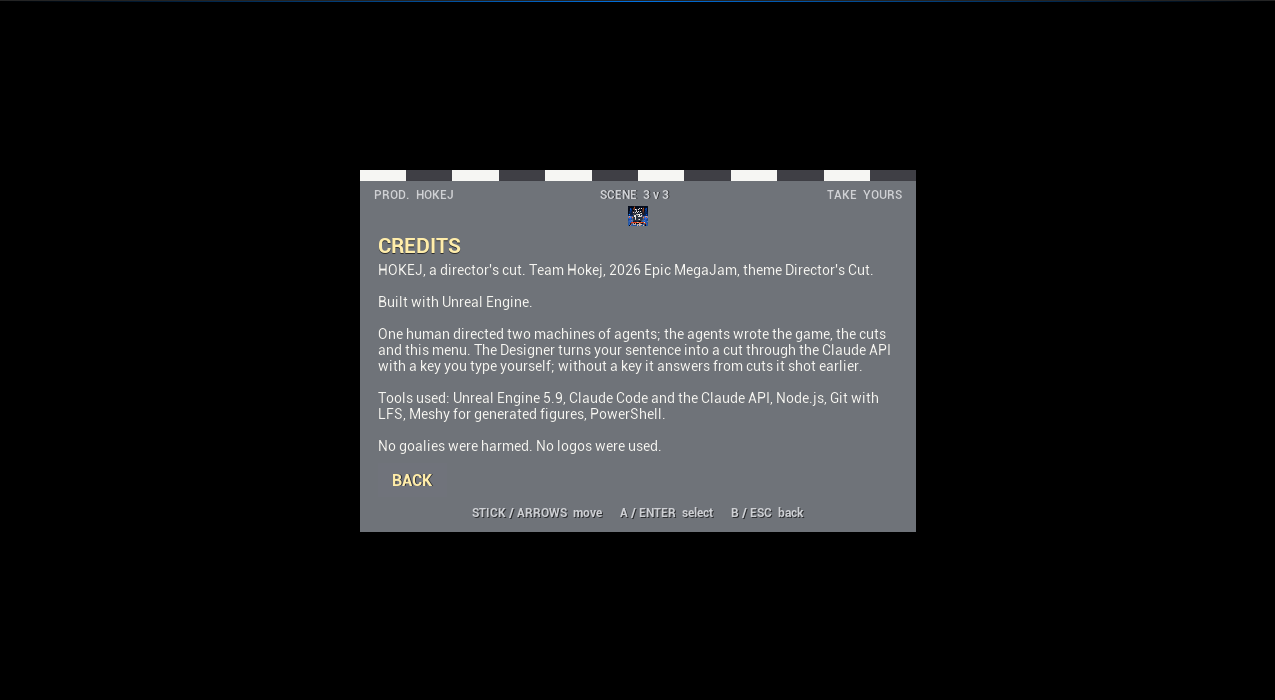 PROD. HOKEJ SCENE 3 v 3 TAKE YOURS
CREDITS
HOKEJ, a director's cut. Team Hokej, 2026 Epic MegaJam, theme Director's Cut.
Built with Unreal Engine.
One human directed two machines of agents; the agents wrote the game, the cuts
and this menu. The Designer turns your sentence into a cut through the Claude API
with a key you type yourself; without a key it answers from cuts it shot earlier.
Tools used: Unreal Engine 5.9, Claude Code and the Claude API, Node.js, Git with
LFS, Meshy for generated figures, PowerShell.
No goalies were harmed. No logos were used.
BACK
STICK / ARROWS move A / ENTER select B / ESC back